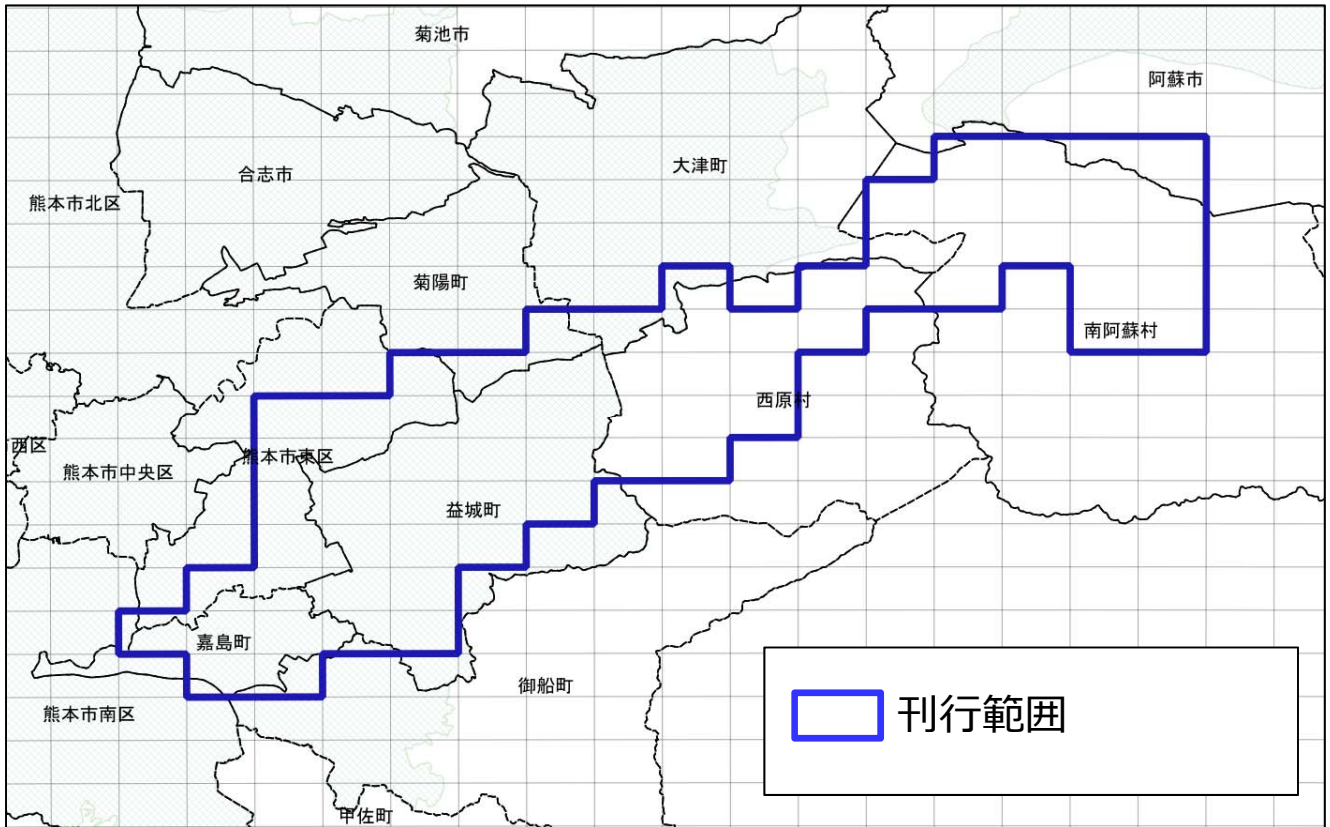 菊池市
阿蘇市
大津町
合志市
熊本市北区
菊陽町
南阿蘇村
西原村
西区
熊本市中央区
熊本市東区
益城町
嘉島町
御船町
熊本市南区
甲佐町
刊行範囲